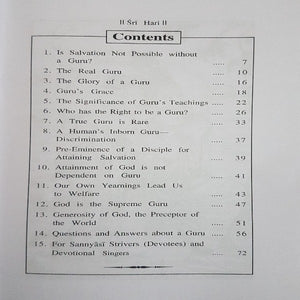 ॥ Śrī Hari ॥
Contents
1. Is Salvation Not Possible without
a Guru? ..... 7
2. The Real Guru ..... 10
3. The Glory of a Guru ..... 16
4. Guru's Grace ..... 18
5. The Significance of Guru's Teachings ..... 22
6. Who has the Right to be a Guru? ..... 26
7. A True Guru is Rare ..... 33
8. A Human's Inborn Guru—
Discrimination ..... 37
9. Pre-Eminence of a Disciple for
Attaining Salvation ..... 39
10. Attainment of God is not
Dependent on Guru ..... 41
11. Our Own Yearnings Lead Us
to Welfare ..... 43
12. God is the Supreme Guru ..... 47
13. Generosity of God, the Preceptor of
the World ..... 51
14. Questions and Answers about a Guru ..... 56
15. For Sannyāsī Strivers (Devotees) and
Devotional Singers ..... 72